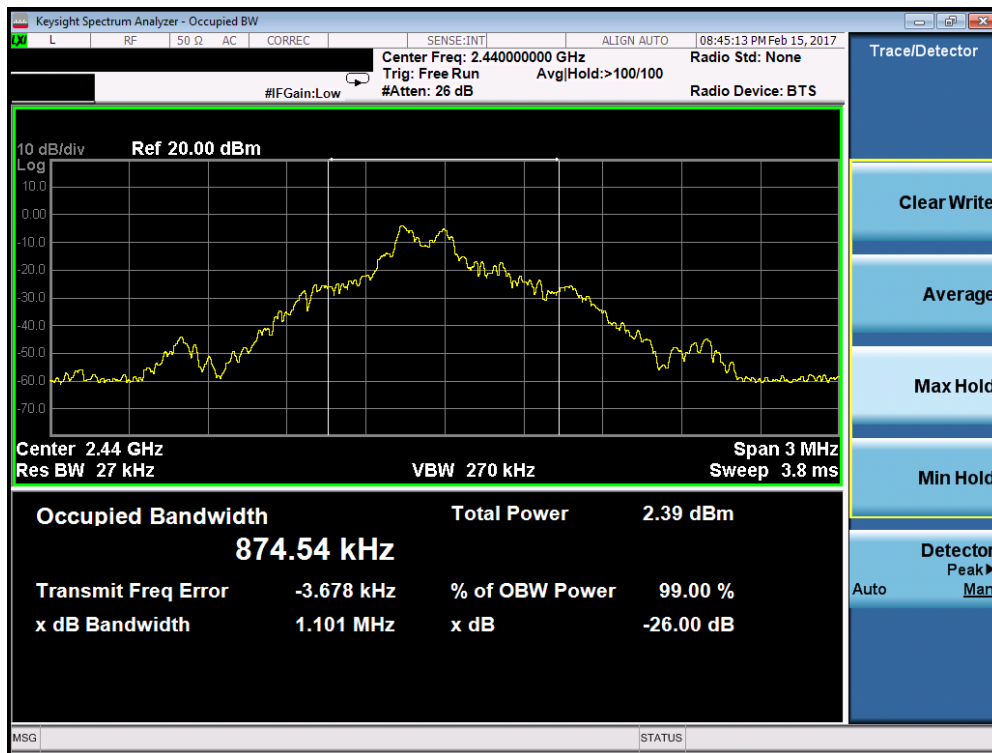 Keysight Spectrum Analyzer - Occupied BW
LXI L RF 50 Ω AC CORREC SENSE:INT ALIGN AUTO 08:45:13 PM Feb 15, 2017
Center Freq: 2.440000000 GHz Radio Std: None
Trig: Free Run Avg|Hold:>100/100
#IFGain:Low #Atten: 26 dB Radio Device: BTS
10 dB/div Ref 20.00 dBm
Log
10.0
0.00
-10.0
-20.0
-30.0
-40.0
-50.0
-60.0
-70.0
Center 2.44 GHz Span 3 MHz
Res BW 27 kHz VBW 270 kHz Sweep 3.8 ms
Occupied Bandwidth Total Power 2.39 dBm
874.54 kHz
Transmit Freq Error -3.678 kHz % of OBW Power 99.00 %
x dB Bandwidth 1.101 MHz x dB -26.00 dB
Trace/Detector
Clear Write
Average
Max Hold
Min Hold
Detector
Peak
Auto Man
MSG STATUS